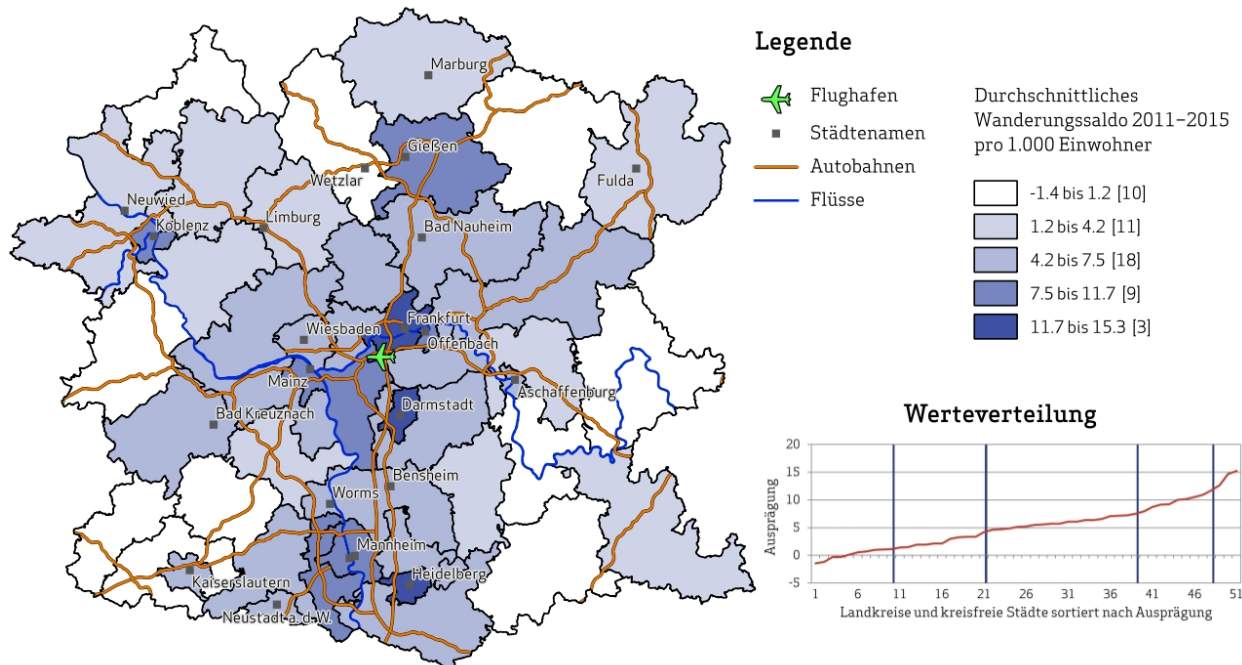 Marburg
Gießen
Wetzlar
Fulda
Neuwied
Limburg
Koblenz
Bad Nauheim
Frankfurt
Wiesbaden
Offenbach
Mainz
Aschaffenburg
Bad Kreuznach
Darmstadt
Bensheim
Worms
Mannheim
Kaiserslautern
Heidelberg
Neustadt a. d. W.
Legende
Flughafen
Städtenamen
Autobahnen
Flüsse
Durchschnittliches
Wanderungssaldo 2011–2015
pro 1.000 Einwohner
-1.4 bis 1.2 [10]
1.2 bis 4.2 [11]
4.2 bis 7.5 [18]
7.5 bis 11.7 [9]
11.7 bis 15.3 [3]
Werteverteilung
Ausprägung
20
15
10
5
0
-5
1 6 11 16 21 26 31 36 41 46 51
Landkreise und kreisfreie Städte sortiert nach Ausprägung